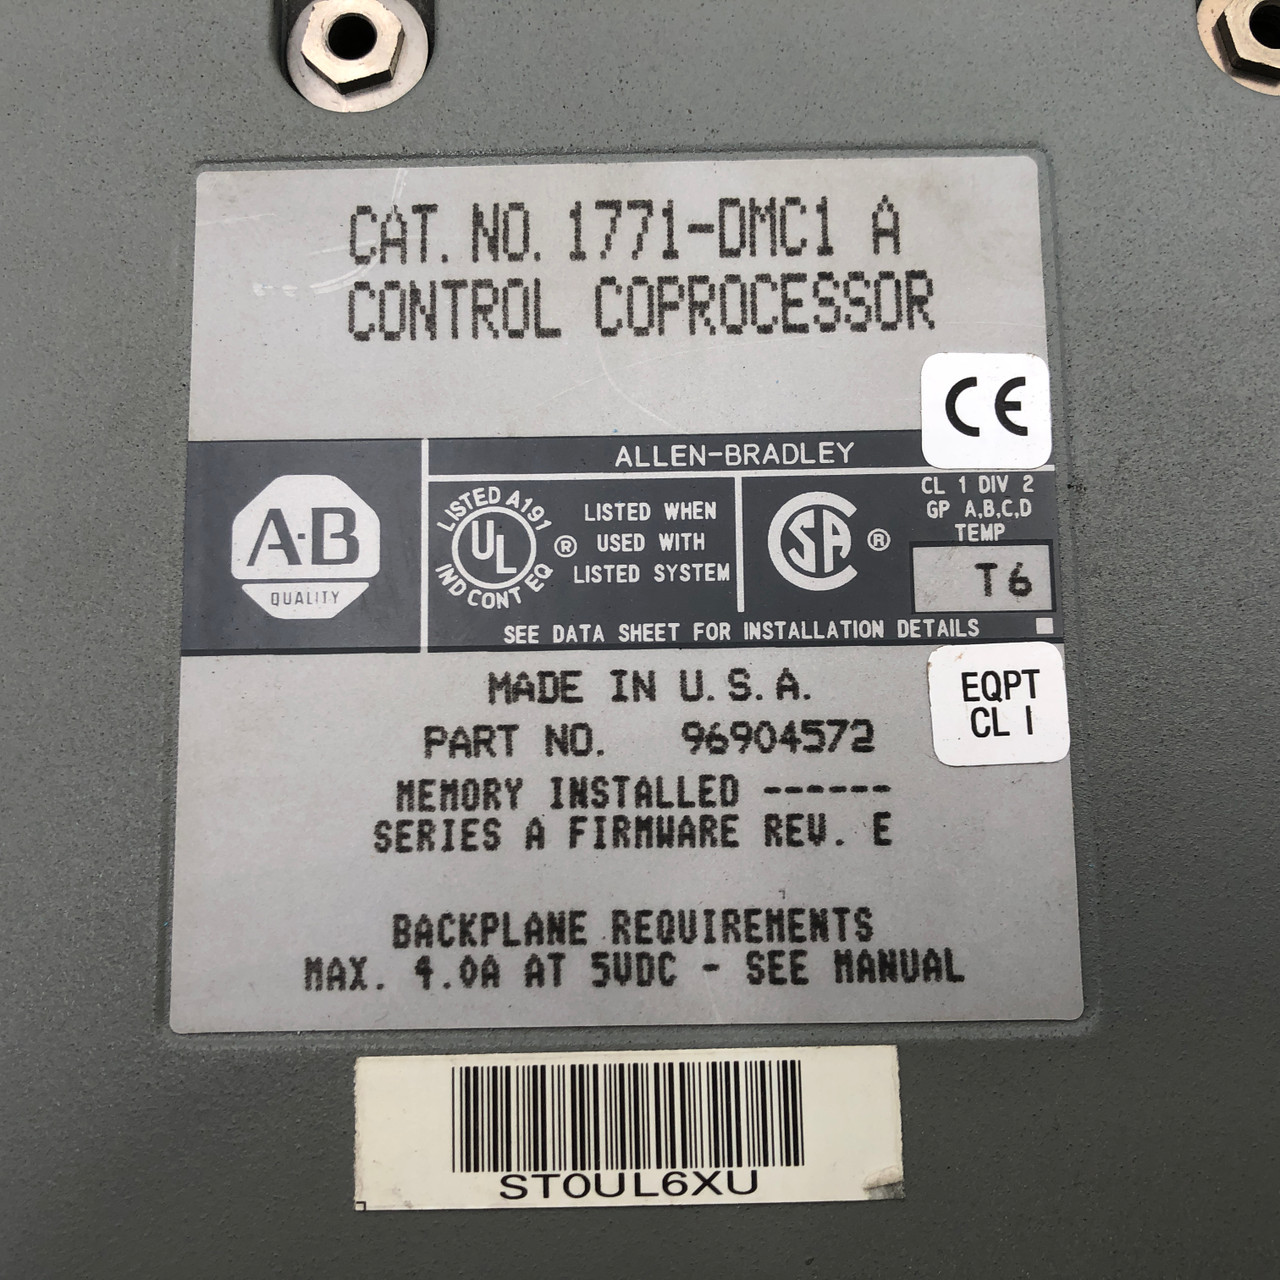 CAT. NO. 1771-DMC1 A
CONTROL COPROCESSOR
CE
ALLEN-BRADLEY
A·B
QUALITY
LISTED A191
UL
IND CONT EQ
®
LISTED WHEN
USED WITH
LISTED SYSTEM
SA
®
CL 1 DIV 2
GP A,B,C,D
TEMP
T6
SEE DATA SHEET FOR INSTALLATION DETAILS
MADE IN U.S.A.
EQPT
CL I
PART NO. 96904572
MEMORY INSTALLED ------
SERIES A FIRMWARE REV. E
BACKPLANE REQUIREMENTS
MAX. 4.0A AT 5VDC - SEE MANUAL
ST0UL6XU